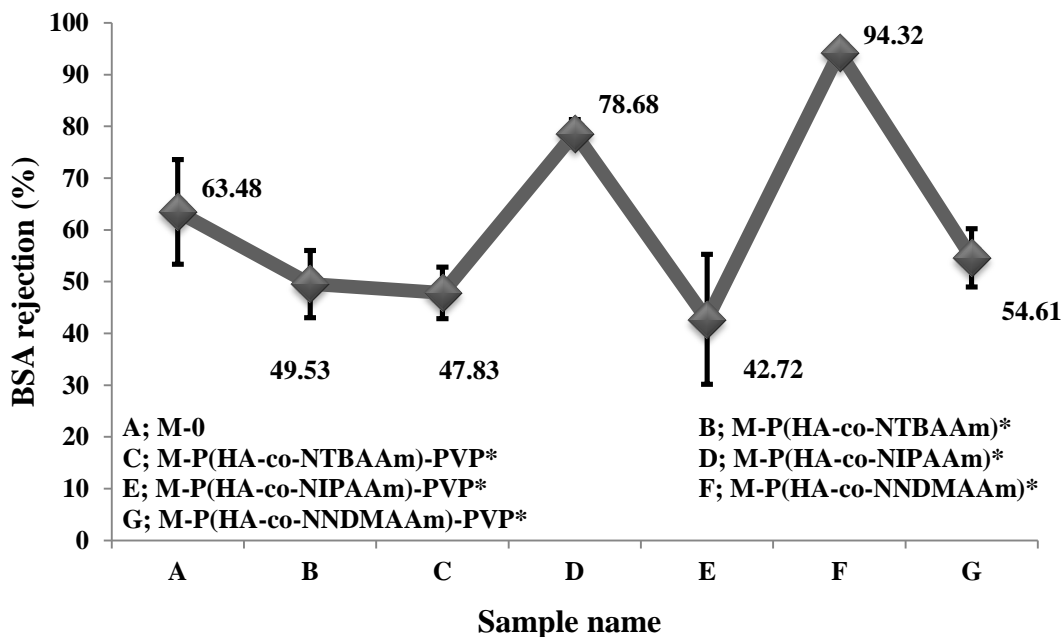 100
90
80
70
60
50
40
30
20
10
0
BSA rejection (%)
63.48
49.53
47.83
78.68
42.72
94.32
54.61
A; M-0
B; M-P(HA-co-NTBAAm)*
C; M-P(HA-co-NTBAAm)-PVP*
D; M-P(HA-co-NIPAAm)*
E; M-P(HA-co-NIPAAm)-PVP*
F; M-P(HA-co-NNDMAAm)*
G; M-P(HA-co-NNDMAAm)-PVP*
A B C D E F G
Sample name